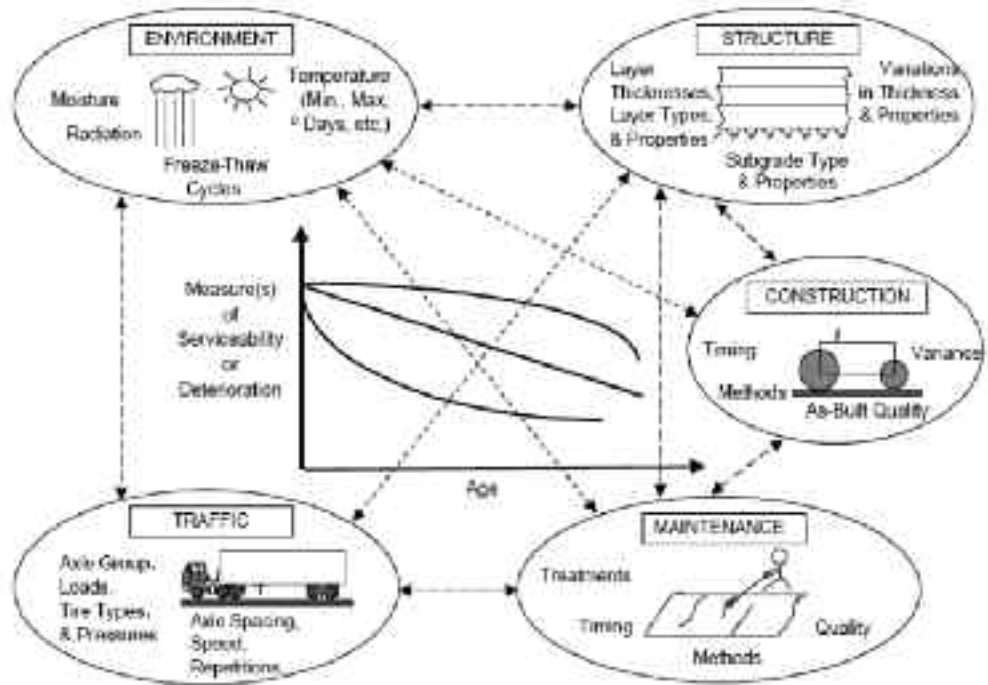 ENVIRONMENT
Moisture
Radiation
Temperature
(Min., Max,
Days, etc.)
Freeze-Thaw
Cycles
STRUCTURE
Layer
Thicknesses,
Layer Types,
& Properties
Variations
in Thickness
& Properties
Subgrade Type
& Properties
Measure(s)
of
Serviceability
or
Deterioration
Age
CONSTRUCTION
Timing
Variance
Methods
As-Built Quality
TRAFFIC
Axle Group,
Loads,
Tire Types,
& Pressures
Axle Spacing,
Speed,
Repetitions
MAINTENANCE
Treatments
Timing
Quality
Methods